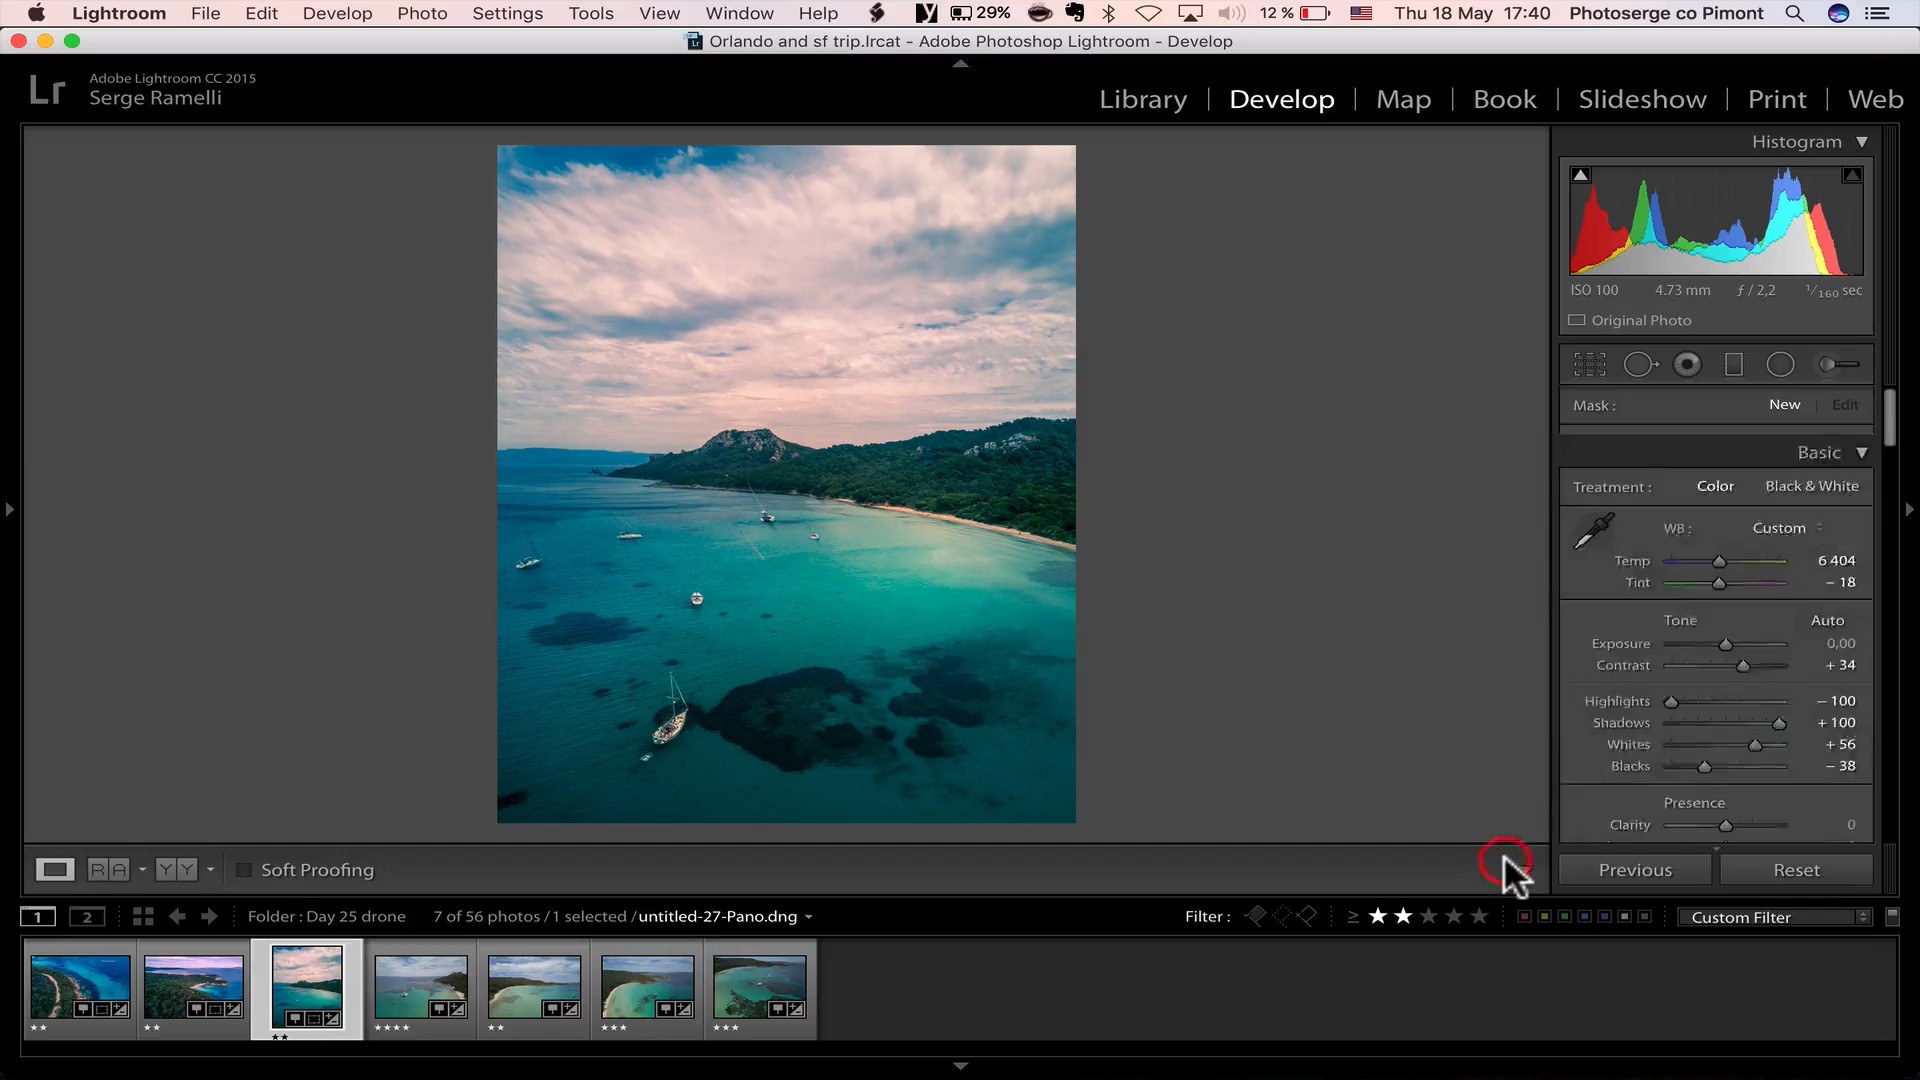 Lightroom File Edit Develop Photo Settings Tools View Window Help 29% 12 % Thu 18 May 17:40 Photoserge co Pimont
Orlando and sf trip.lrcat - Adobe Photoshop Lightroom - Develop
Lr Adobe Lightroom CC 2015
Serge Ramelli
Library | Develop | Map | Book | Slideshow | Print | Web
Histogram
ISO 100 4.73 mm ƒ / 2,2 1/160 sec
Original Photo
Mask : New Edit
Basic
Treatment : Color Black & White
WB : Custom
Temp 6 404
Tint – 18
Tone Auto
Exposure 0,00
Contrast + 34
Highlights – 100
Shadows + 100
Whites + 56
Blacks – 38
Presence
Clarity 0
R A Y Y Soft Proofing Previous Reset
1 2 Folder : Day 25 drone 7 of 56 photos / 1 selected / untitled-27-Pano.dng Filter : ≥ ★★★★★ Custom Filter
★★ ★★ ★★ ★★★★ ★★ ★★★ ★★★